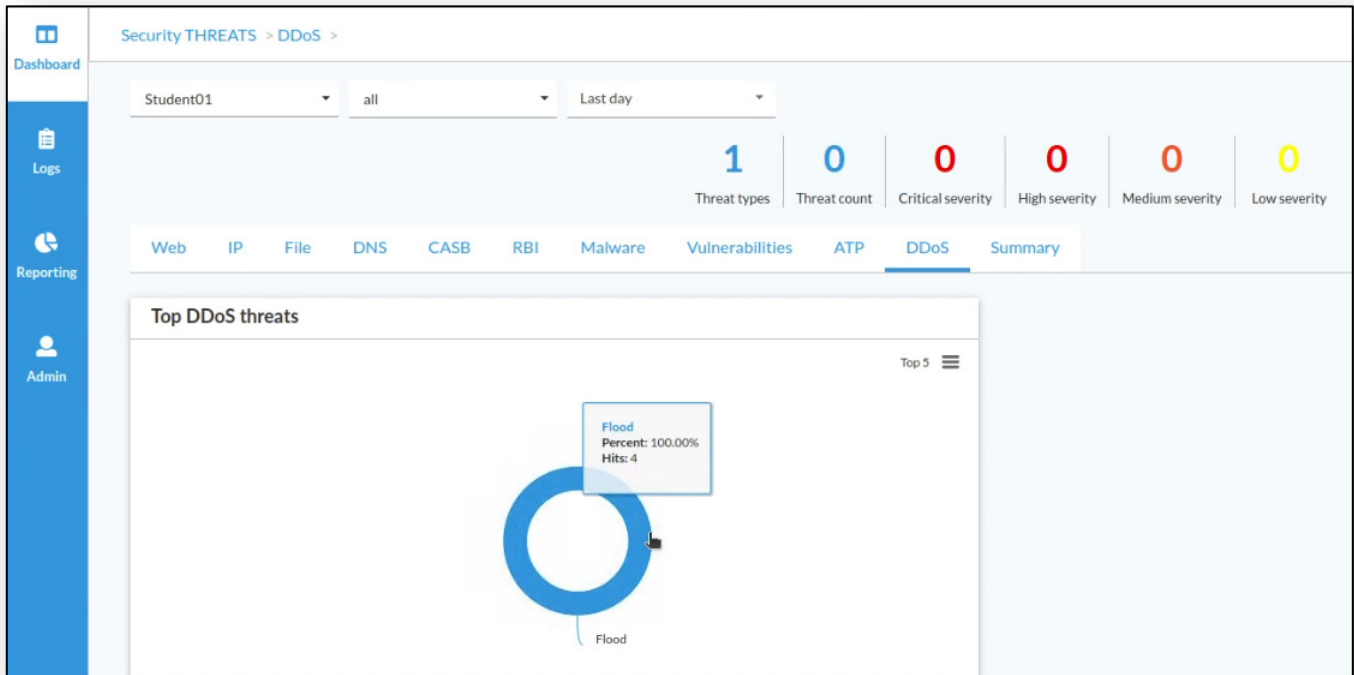 Dashboard
Logs
Reporting
Admin
Security THREATS > DDoS >
Student01 all Last day
1 0 0 0 0 0
Threat types Threat count Critical severity High severity Medium severity Low severity
Web IP File DNS CASB RBI Malware Vulnerabilities ATP DDoS Summary
Top DDoS threats
Top 5
Flood
Percent: 100.00%
Hits: 4
Flood